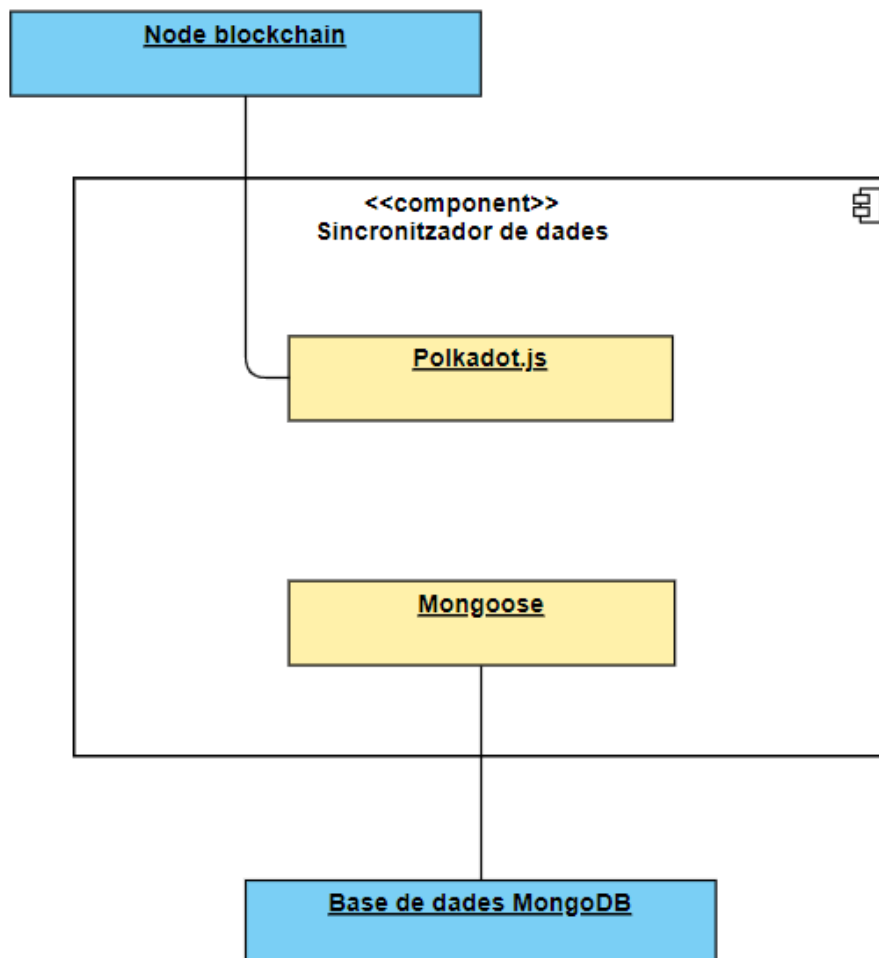 Node blockchain
<<component>>
Sincronitzador de dades
Polkadot.js
Mongoose
Base de dades MongoDB